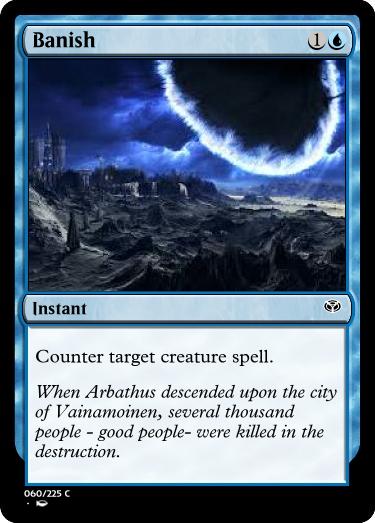 Banish 1
Instant
Counter target creature spell.
When Arbathus descended upon the city
of Vainamoinen, several thousand
people - good people- were killed in the
destruction.
060/225 C